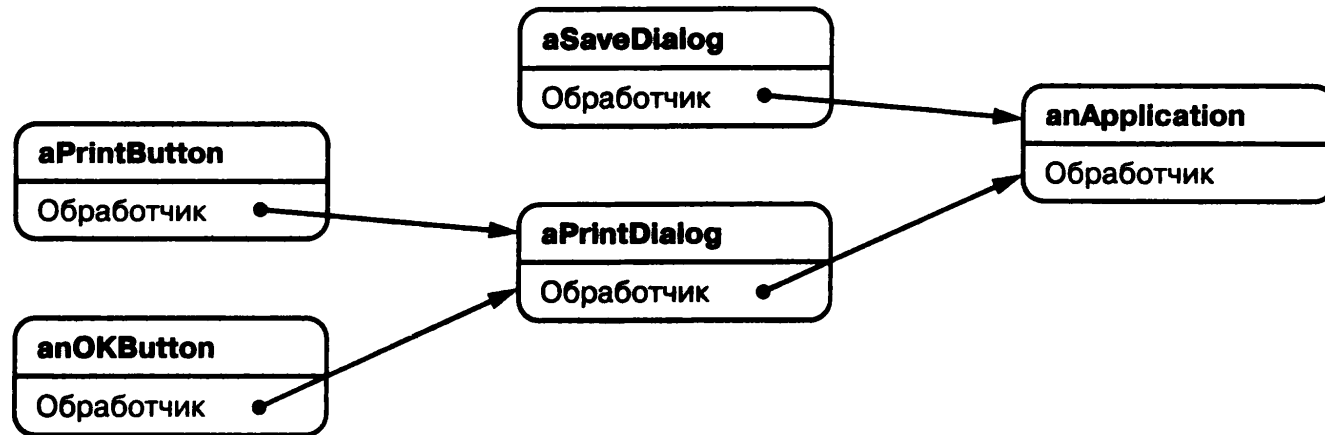 aSaveDialog
Обработчик
anApplication
Обработчик
aPrintButton
Обработчик
aPrintDialog
Обработчик
anOKButton
Обработчик